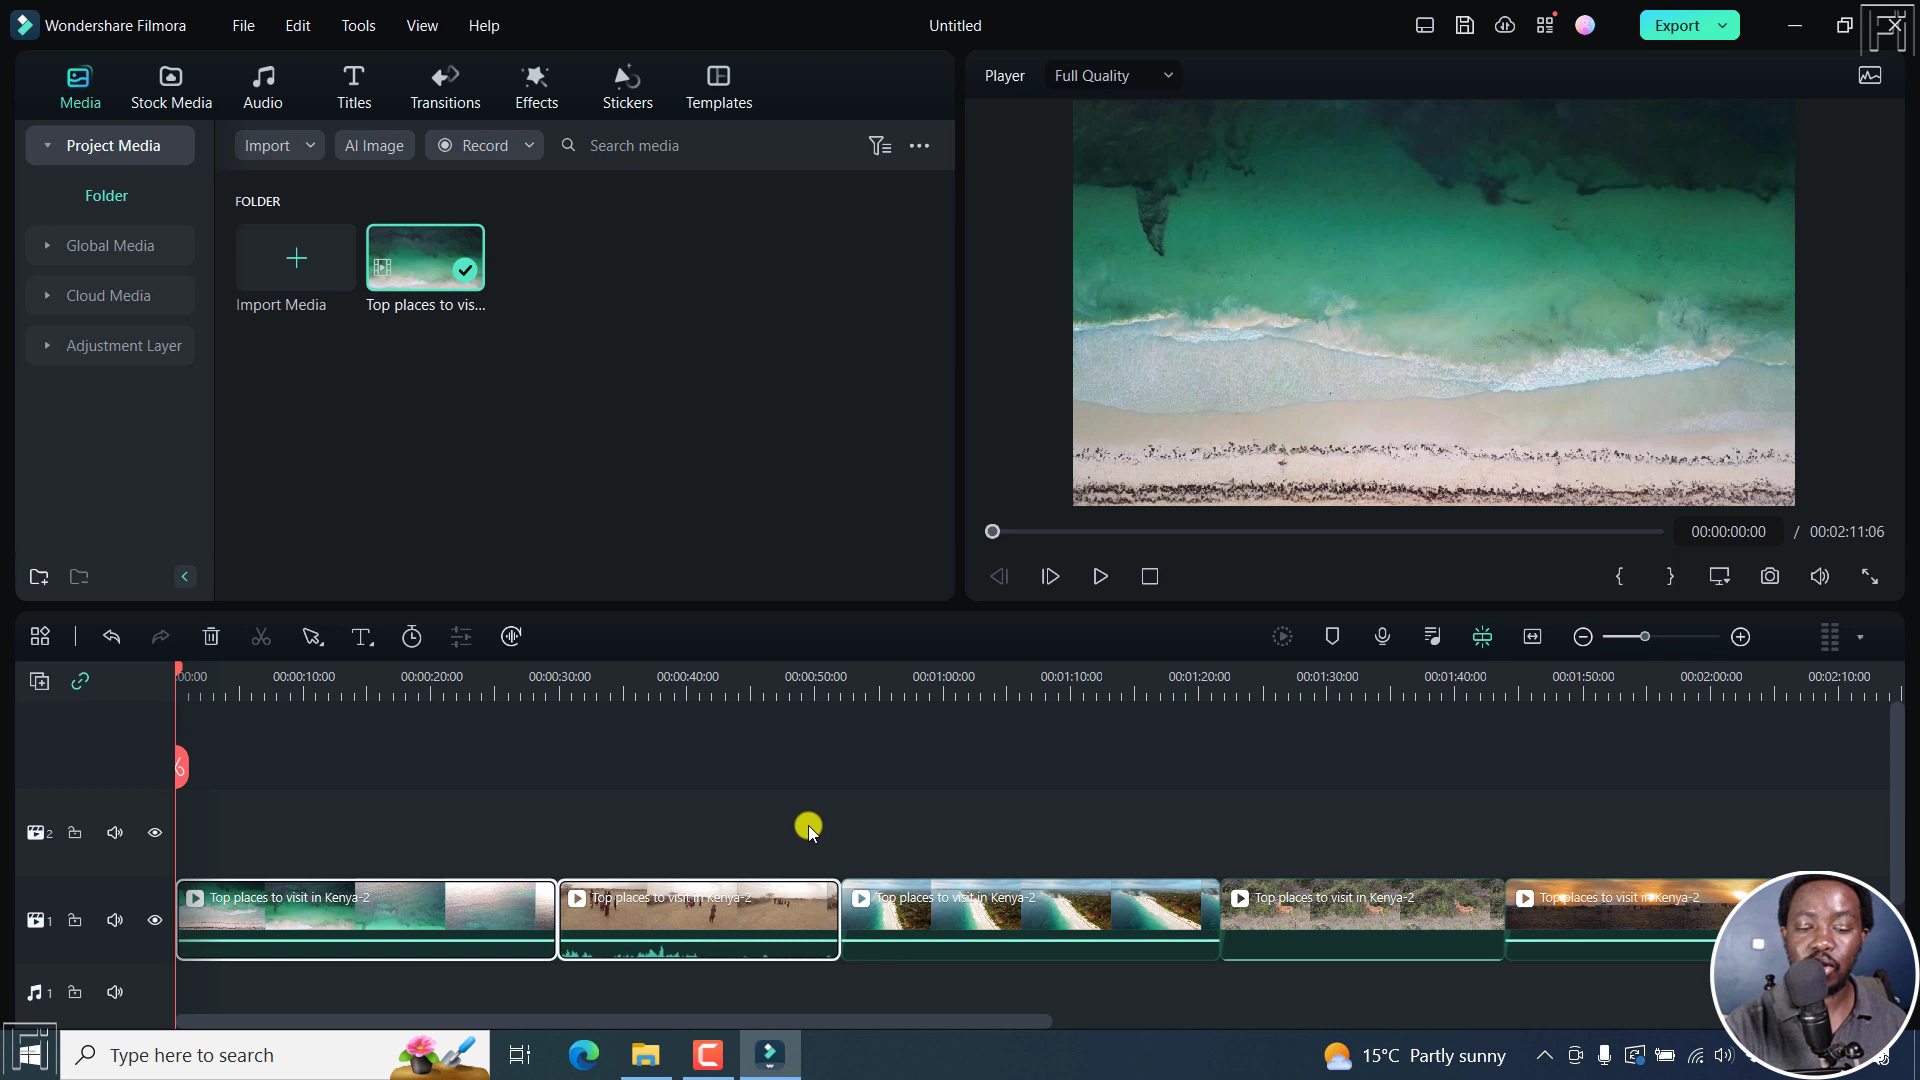 Wondershare Filmora
File
Edit
Tools
View
Help
Untitled
Export
Media
Stock Media
Audio
Titles
Transitions
Effects
Stickers
Templates
Player
Full Quality
Project Media
Import
AI Image
Record
Search media
Folder
FOLDER
Global Media
Cloud Media
Adjustment Layer
Import Media
Top places to vis...
00:00:00:00 / 00:02:11:06
:00:00
00:00:10:00
00:00:20:00
00:00:30:00
00:00:40:00
00:00:50:00
00:01:00:00
00:01:10:00
00:01:20:00
00:01:30:00
00:01:40:00
00:01:50:00
00:02:00:00
00:02:10:00
2
1
Top places to visit in Kenya-2
Top places to visit in Kenya-2
Top places to visit in Kenya-2
Top places to visit in Kenya-2
Top places to visit in Kenya-2
1
Type here to search
15°C Partly sunny